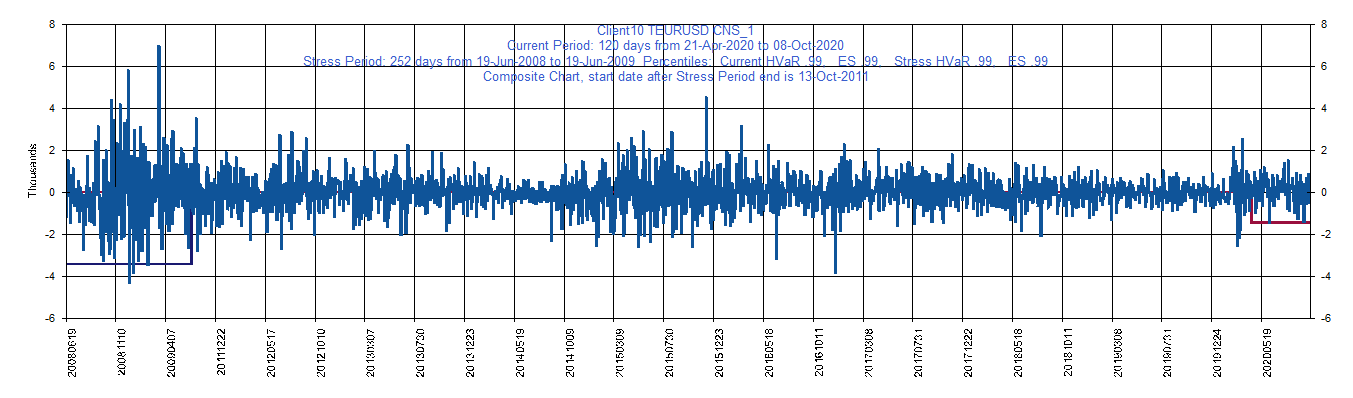 Client10 TEURUSD CNS_1
Current Period: 120 days from 21-Apr-2020 to 08-Oct-2020
Stress Period: 252 days from 19-Jun-2008 to 19-Jun-2009 Percentiles: Current HVaR .99, ES .99, Stress HVaR .99, ES .99
Composite Chart, start date after Stress Period end is 13-Oct-2011
8 8
6 6
4 4
2 2
Thousands
0 0
-2 -2
-4 -4
-6 -6
20080619 20081110 20090407 20111222 20120517 20121010 20130307 20130730 20131223 20140519 20141009 20150309 20150730 20151223 20160518 20161011 20170308 20170731 20171222 20180518 20181011 20190308 20190731 20191224 20200519